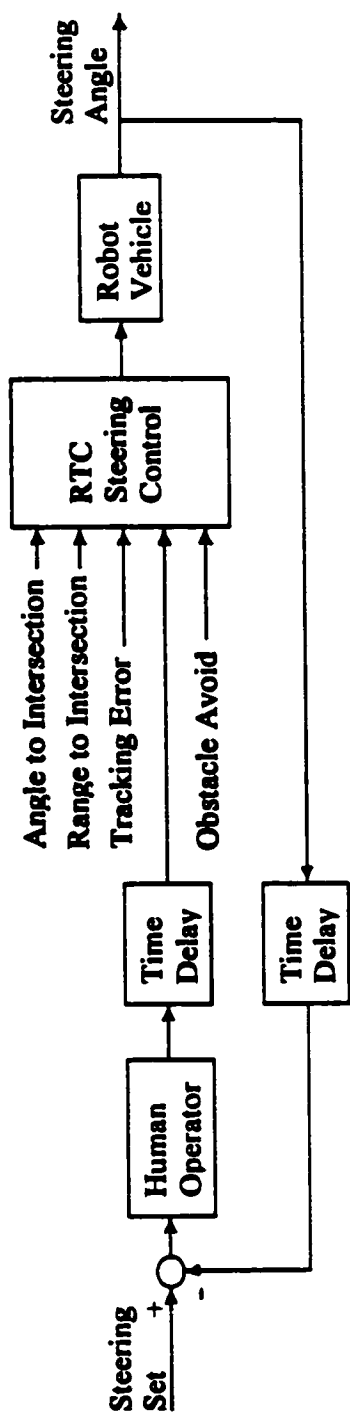 Steering
Set
+
-
Human
Operator
Time
Delay
Angle to Intersection
Range to Intersection
Tracking Error
Obstacle Avoid
RTC
Steering
Control
Robot
Vehicle
Steering
Angle
Time
Delay